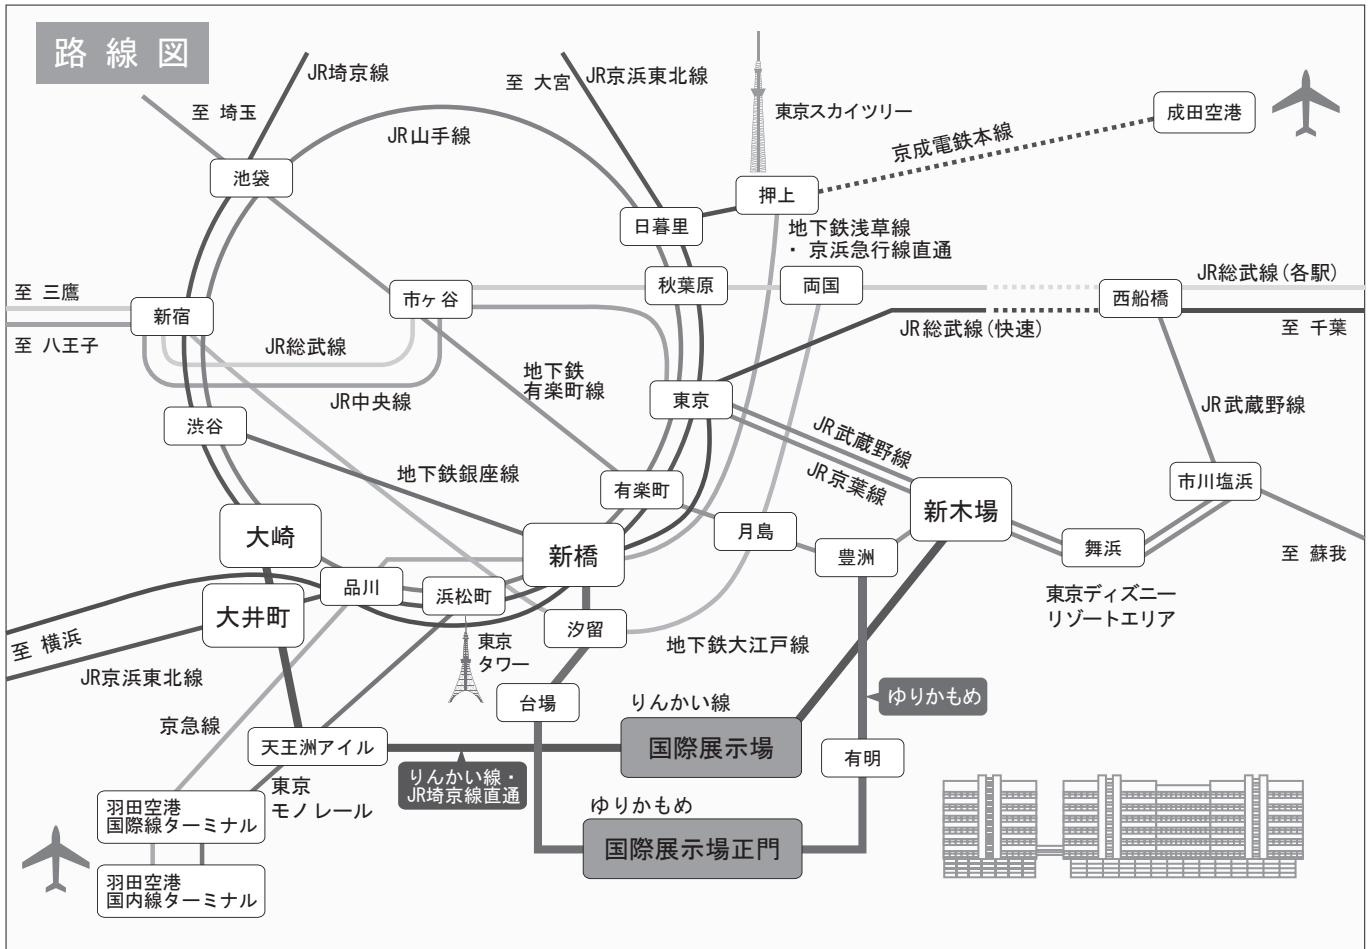 路線図
JR埼京線
至 大宮
JR京浜東北線
至 埼玉
JR山手線
東京スカイツリー
成田空港
京成電鉄本線
池袋
押上
日暮里
地下鉄浅草線
・京浜急行線直通
至 三鷹
新宿
市ヶ谷
秋葉原
両国
西船橋
JR総武線(各駅)
至 八王子
JR総武線
JR総武線(快速)
至 千葉
地下鉄
有楽町線
JR中央線
東京
渋谷
JR武蔵野線
JR武蔵野線
JR京葉線
地下鉄銀座線
有楽町
新木場
市川塩浜
大崎
新橋
月島
豊洲
舞浜
至 蘇我
品川
浜松町
東京ディズニー
リゾートエリア
大井町
汐留
至 横浜
東京
タワー
地下鉄大江戸線
JR京浜東北線
京急線
台場
りんかい線
ゆりかもめ
天王洲アイル
国際展示場
有明
りんかい線・
JR埼京線直通
東京
モノレール
羽田空港
国際線ターミナル
ゆりかもめ
国際展示場正門
羽田空港
国内線ターミナル